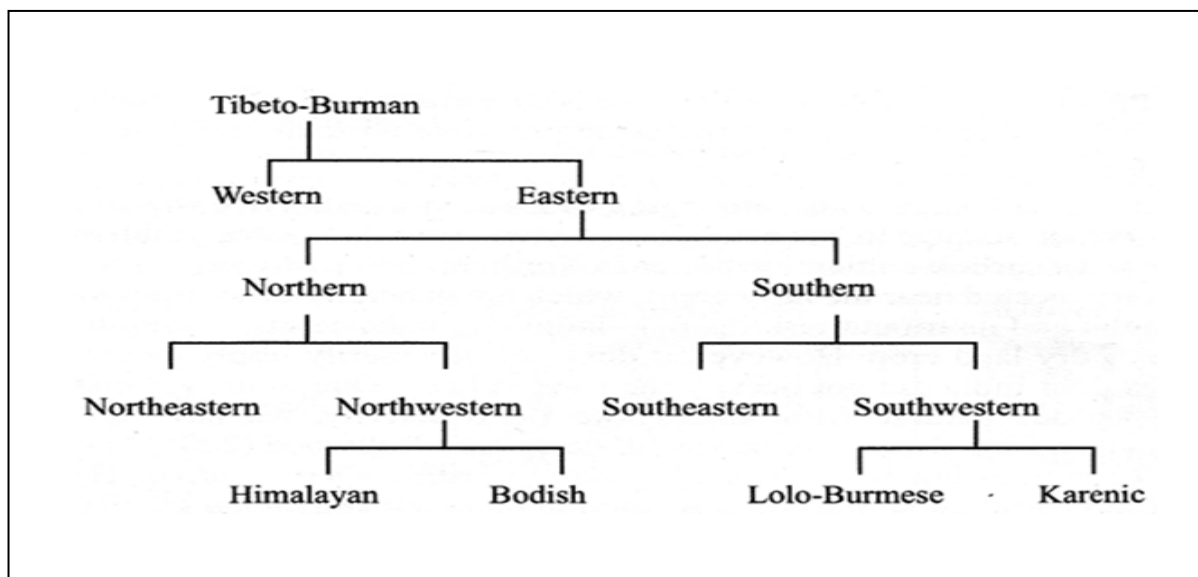 Tibeto-Burman
Western Eastern
Northern Southern
Northeastern Northwestern Southeastern Southwestern
Himalayan Bodish Lolo-Burmese Karenic